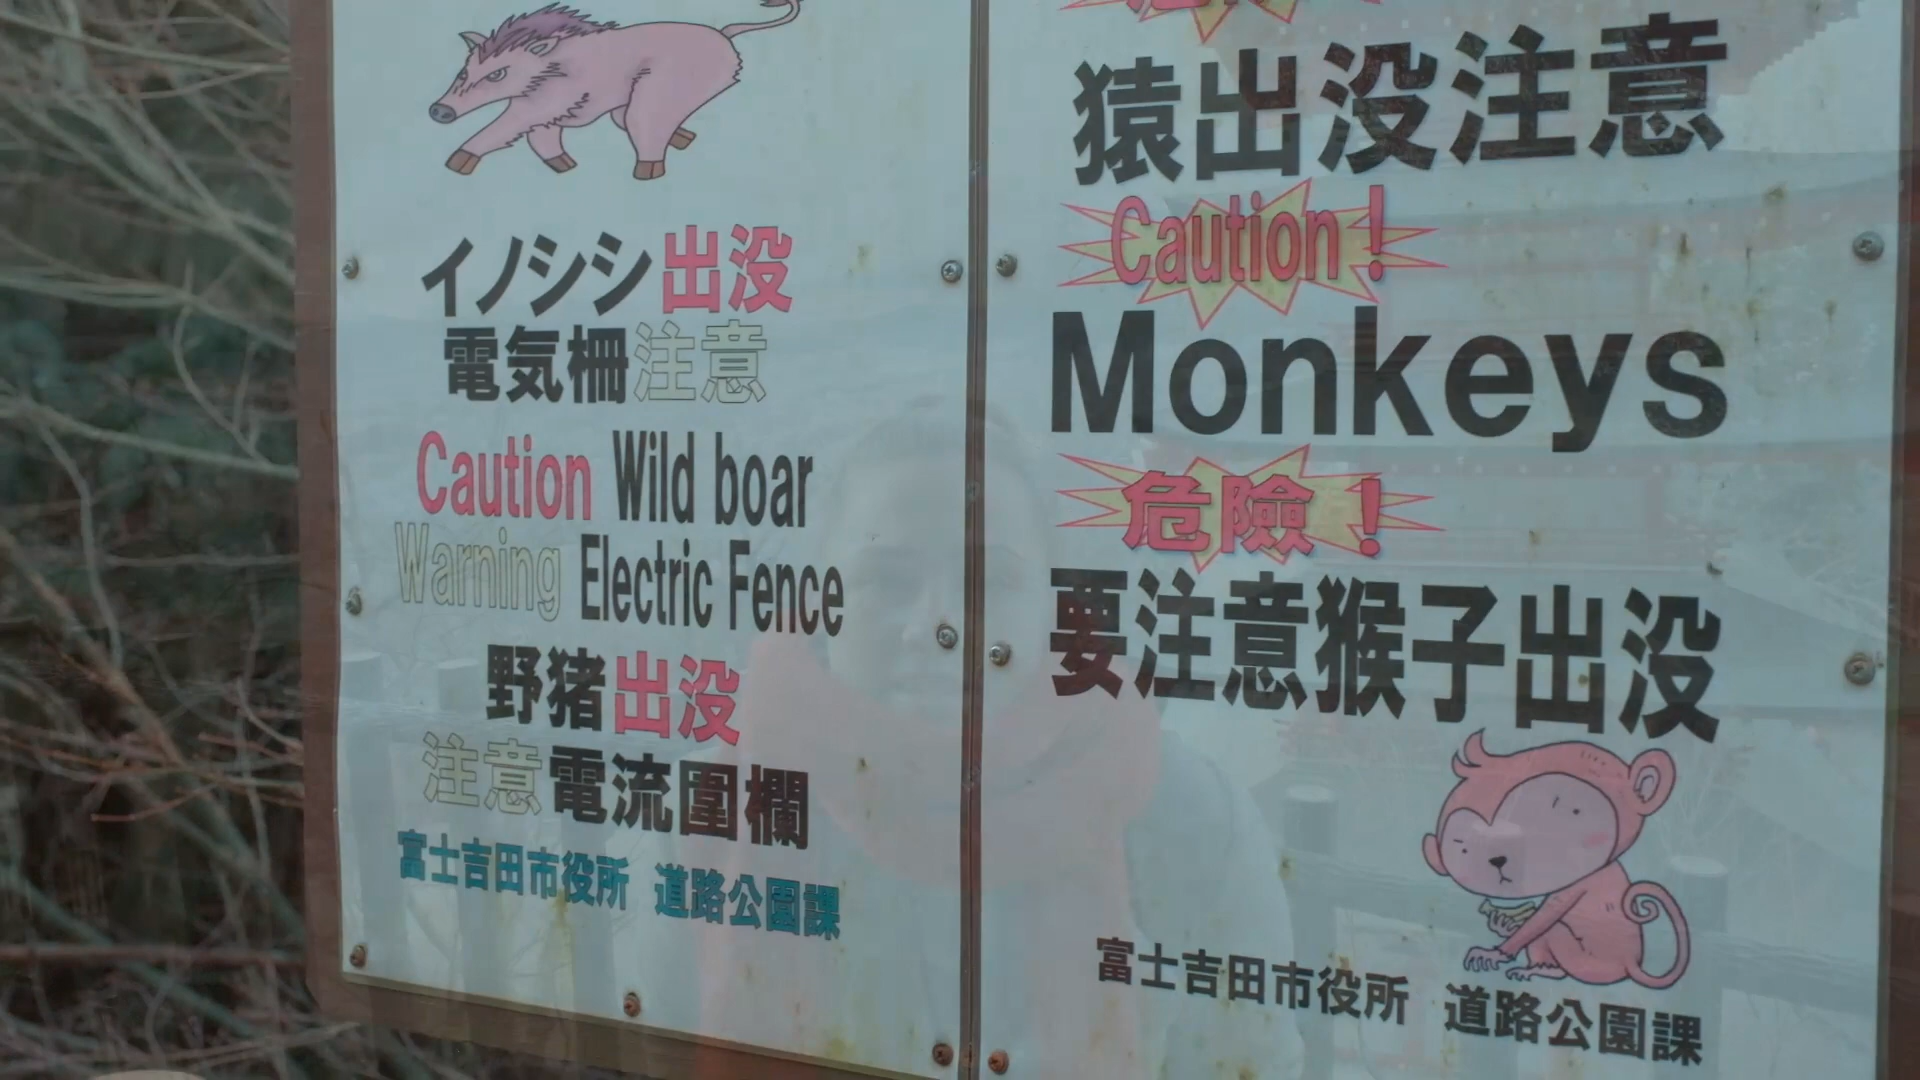 イノシシ出没
電気柵注意
Caution Wild boar
Warning Electric Fence
野猪出没
注意電流圍欄
富士吉田市役所 道路公園課
猿出没注意
Caution!
Monkeys
危險!
要注意猴子出没
富士吉田市役所 道路公園課